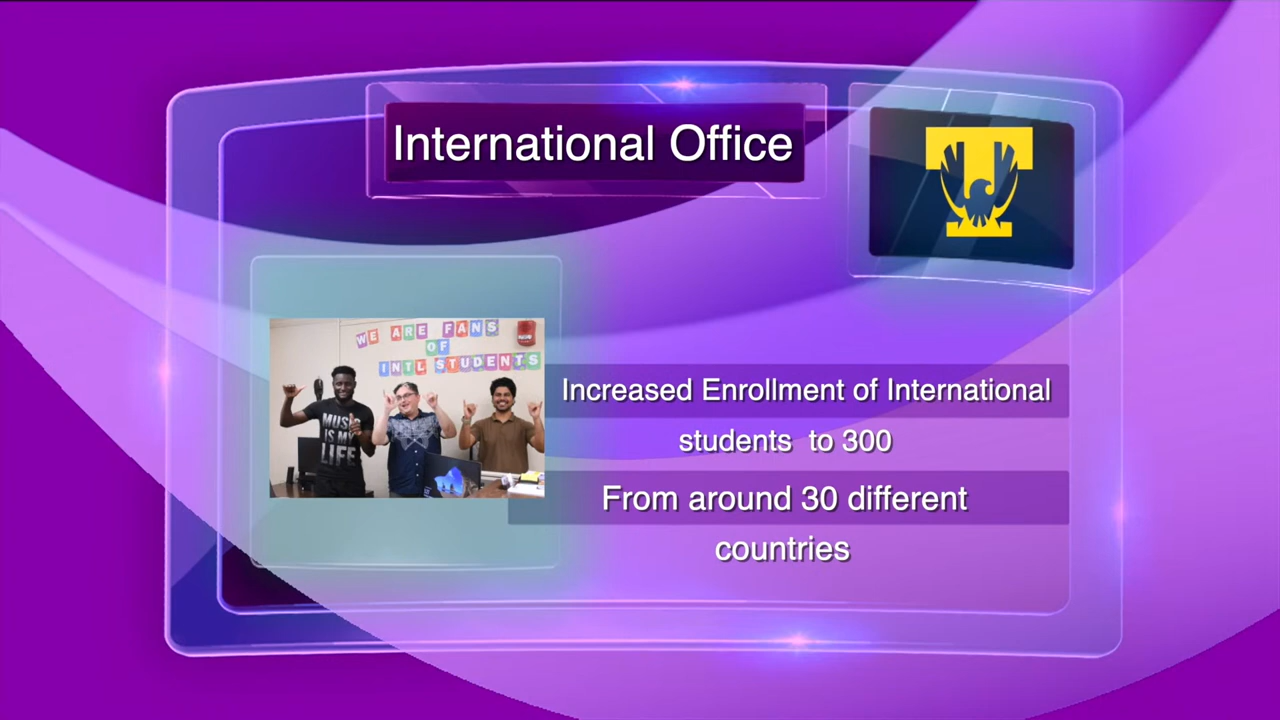 International Office
T
WE ARE FANS
OF
INTL STUDENTS
MUSIC
IS MY
LIFE
Increased Enrollment of International
students to 300
From around 30 different
countries